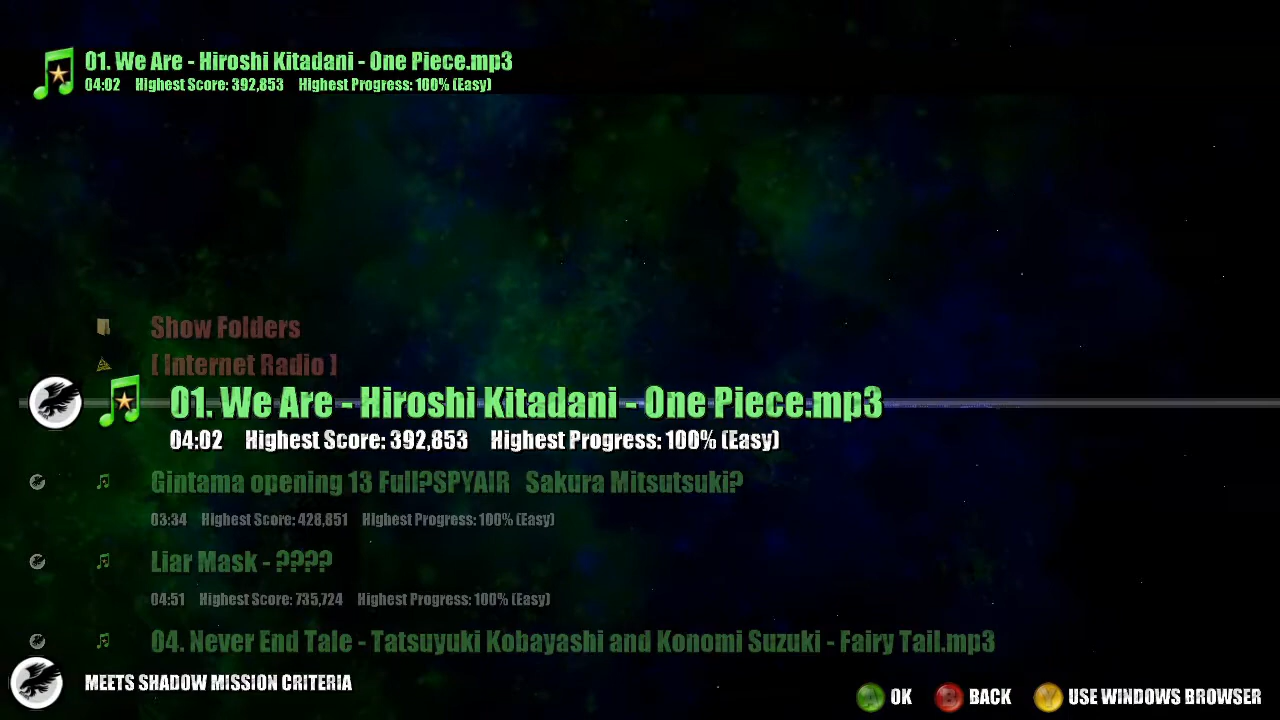 01. We Are - Hiroshi Kitadani - One Piece.mp3
04:02 Highest Score: 392,853 Highest Progress: 100% (Easy)
Show Folders
[ Internet Radio ]
01. We Are - Hiroshi Kitadani - One Piece.mp3
04:02 Highest Score: 392,853 Highest Progress: 100% (Easy)
Gintama opening 13 Full?SPYAIR Sakura Mitsutsuki?
03:34 Highest Score: 428,851 Highest Progress: 100% (Easy)
Liar Mask - ????
04:51 Highest Score: 735,724 Highest Progress: 100% (Easy)
04. Never End Tale - Tatsuyuki Kobayashi and Konomi Suzuki - Fairy Tail.mp3
MEETS SHADOW MISSION CRITERIA
A OK B BACK Y USE WINDOWS BROWSER